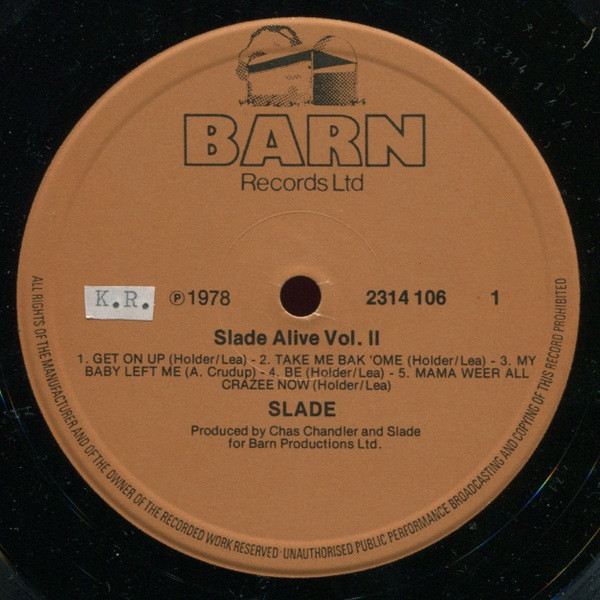 BARN
Records Ltd
K.R.
℗1978
2314 106 1
Slade Alive Vol. II
1. GET ON UP (Holder/Lea) - 2. TAKE ME BAK 'OME (Holder/Lea) - 3. MY
BABY LEFT ME (A. Crudup) - 4. BE (Holder/Lea) - 5. MAMA WEER ALL
CRAZEE NOW (Holder/Lea)
SLADE
Produced by Chas Chandler and Slade
for Barn Productions Ltd.
ALL RIGHTS OF THE MANUFACTURER AND OF THE OWNER OF THE RECORDED WORK RESERVED · UNAUTHORISED PUBLIC PERFORMANCE BROADCASTING AND COPYING OF THIS RECORD PROHIBITED